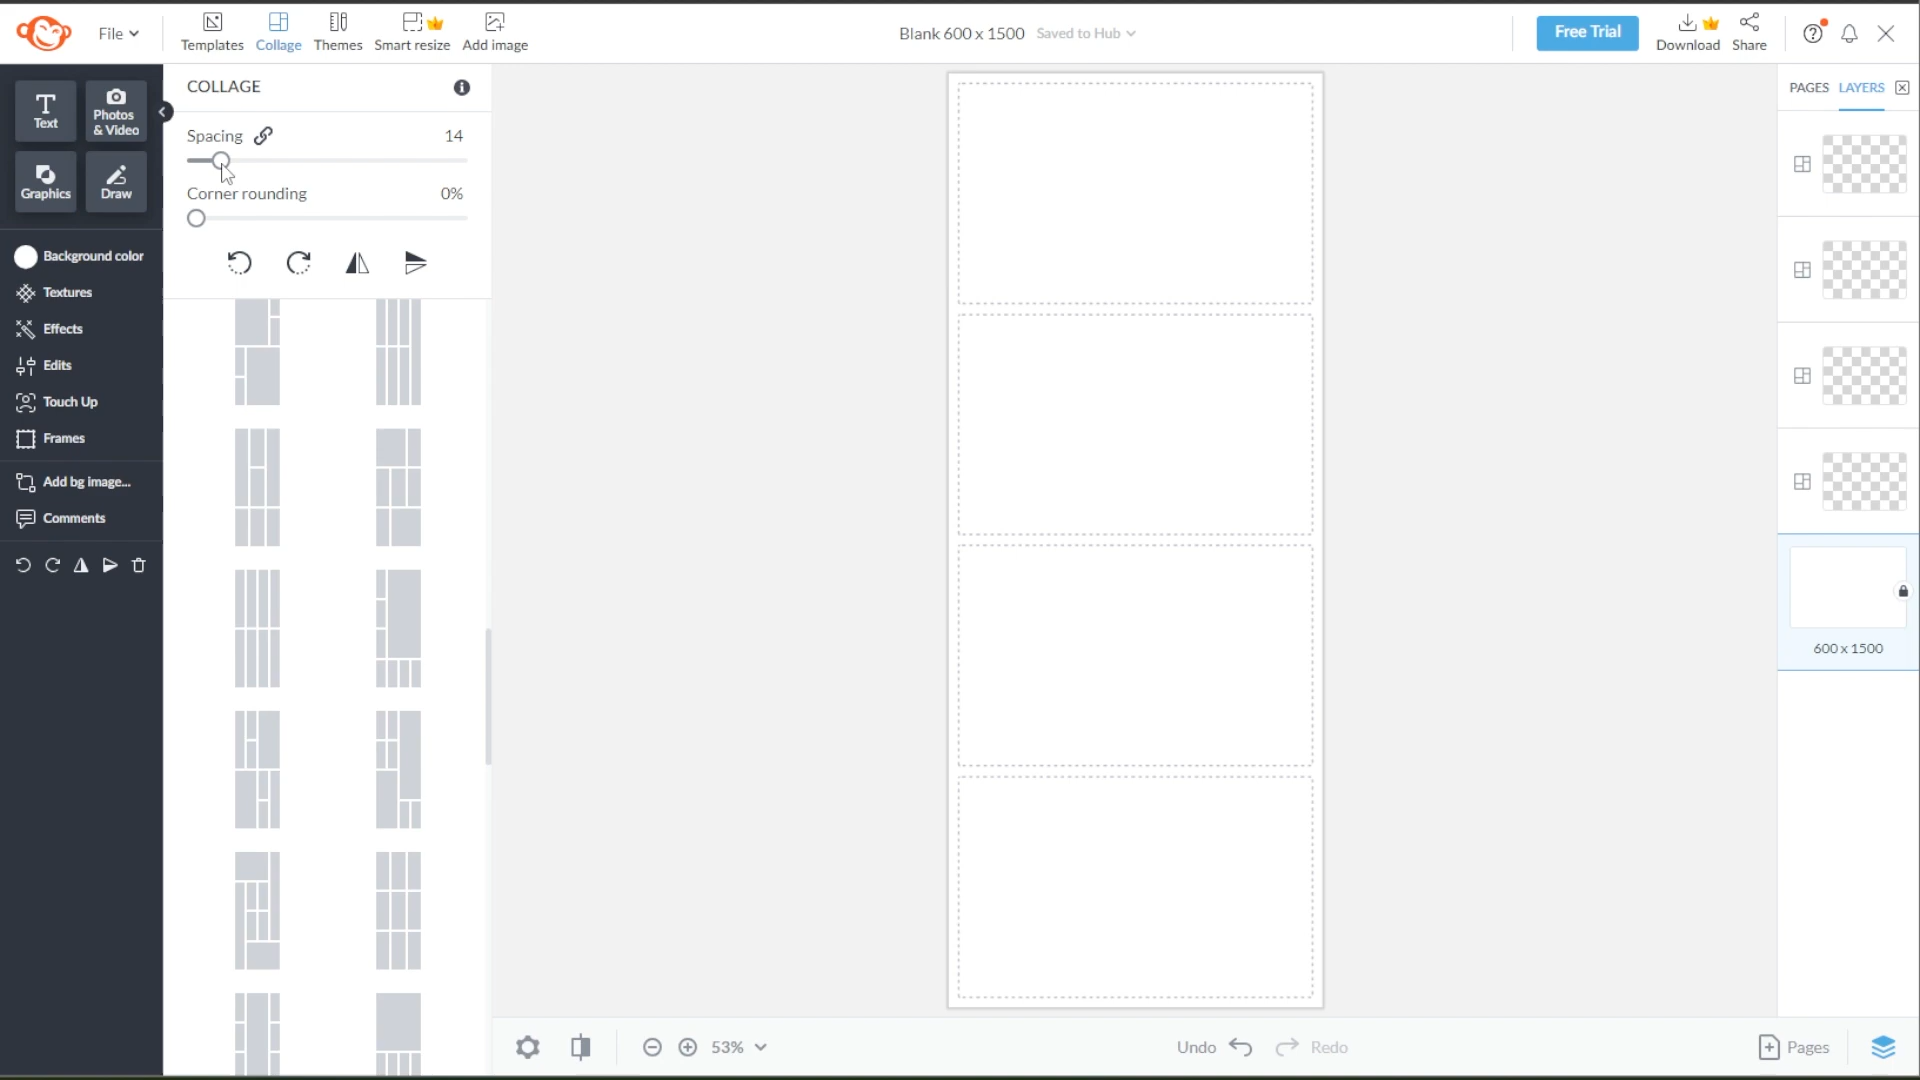 File
Templates
Collage
Themes
Smart resize
Add image
Blank 600 x 1500
Saved to Hub
Free Trial
Download
Share
Text
Photos & Video
Graphics
Draw
Background color
Textures
Effects
Edits
Touch Up
Frames
Add bg image...
Comments
COLLAGE
Spacing
14
Corner rounding
0%
PAGES
LAYERS
600 x 1500
53%
Undo
Redo
Pages